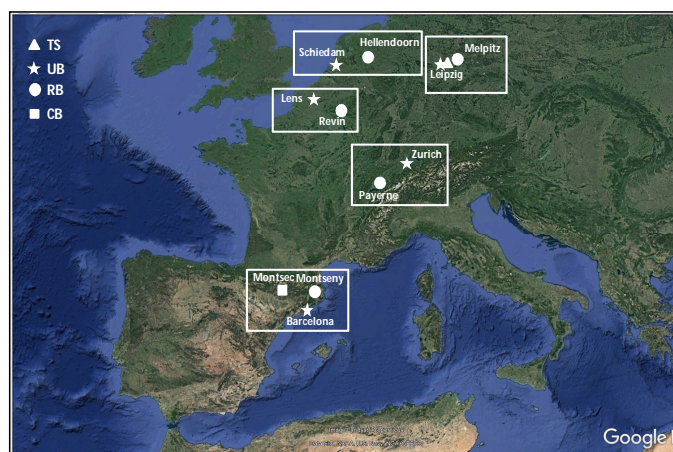 TS
UB
RB
CB
Hellendoorn
Schiedam
Melpitz
Leipzig
Lens
Revin
Zurich
Payerne
Montsec Montseny
Barcelona
Google